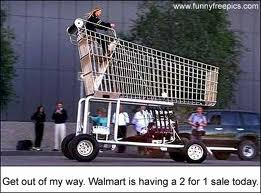 www.funnyfreepics.com
Get out of my way. Walmart is having a 2 for 1 sale today.